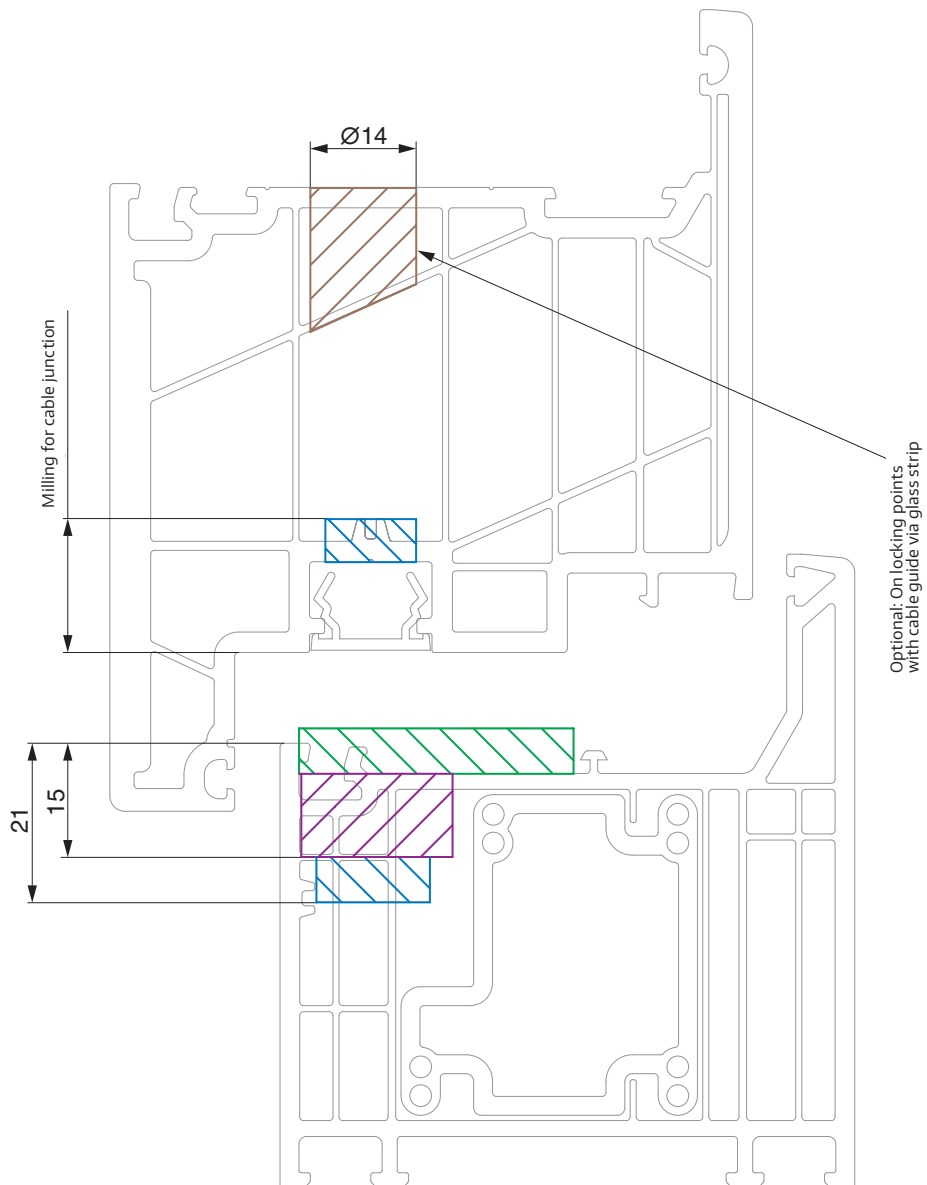 Ø14
Milling for cable junction
Optional: On locking points
with cable guide via glass strip
15
21